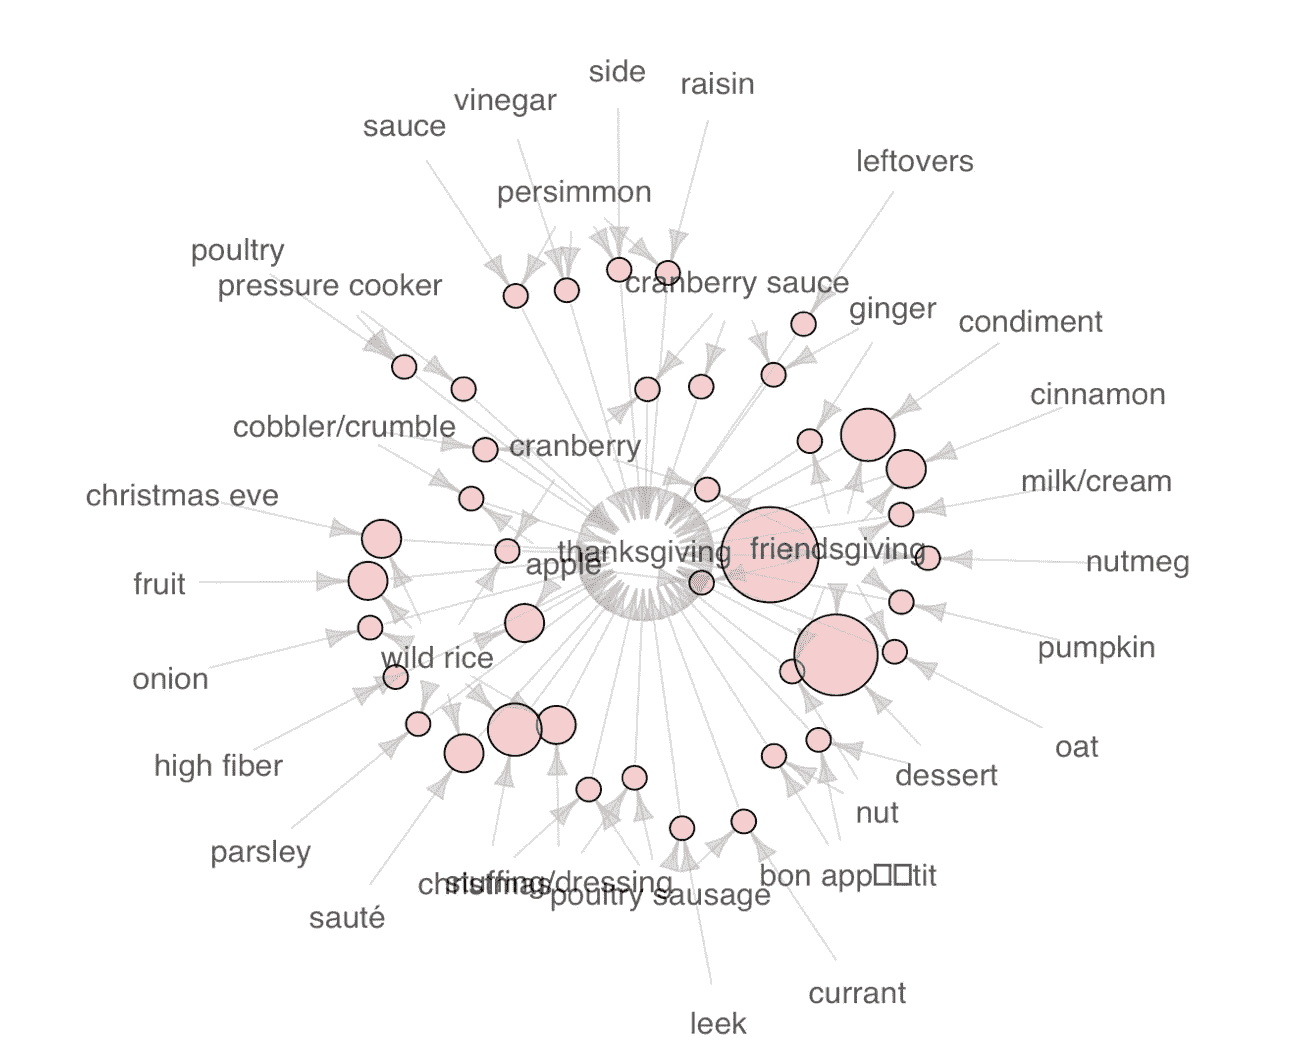 side
raisin
vinegar
sauce
leftovers
persimmon
poultry
cranberry sauce
pressure cooker
ginger
condiment
cinnamon
cobbler/crumble
cranberry
milk/cream
christmas eve
thanksgiving
friendsgiving
nutmeg
apple
fruit
pumpkin
wild rice
onion
oat
high fiber
dessert
nut
parsley
bon app□□tit
christmas
stuffing/dressing
poultry sausage
sauté
currant
leek